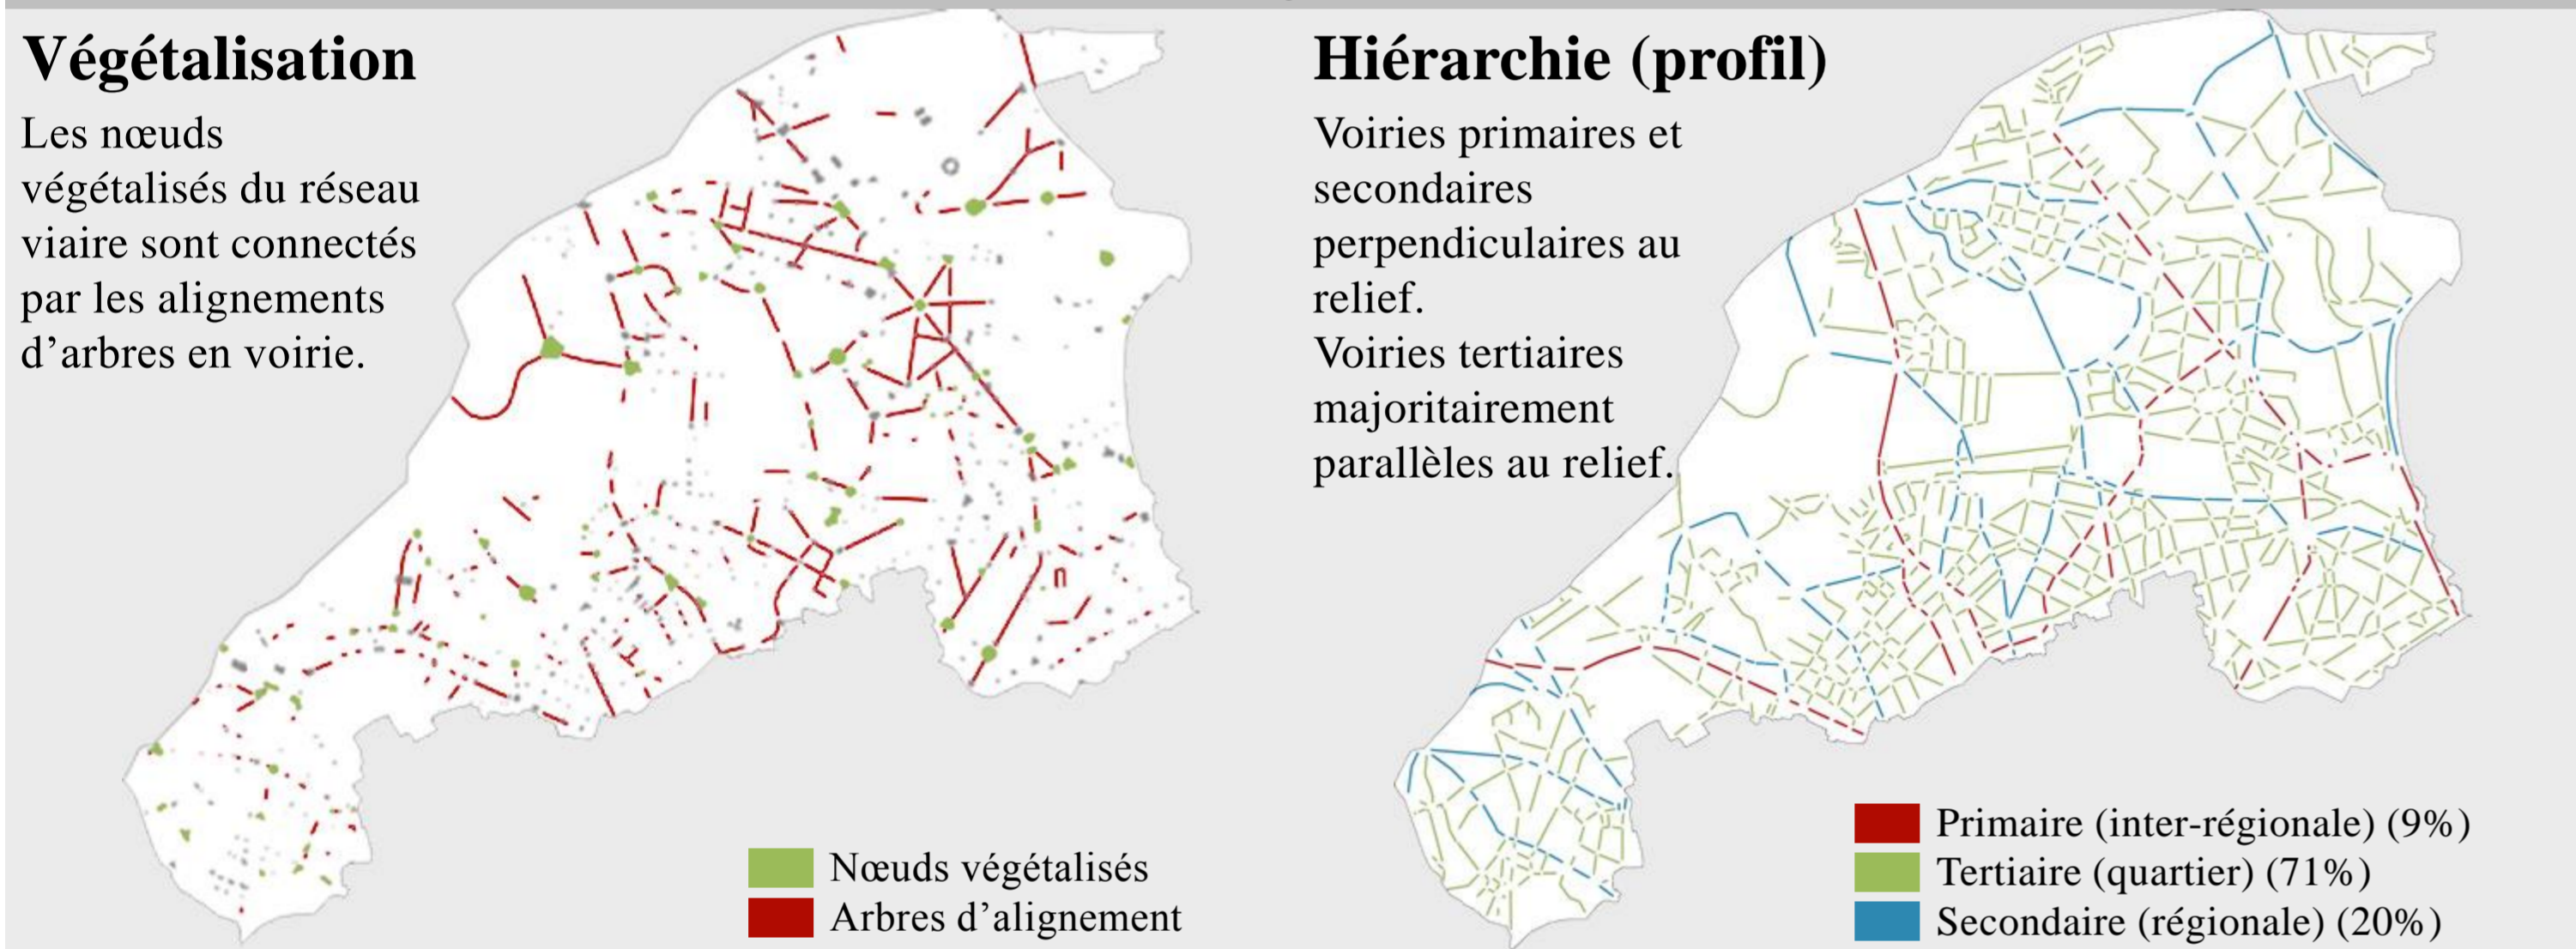 Végétalisation
Les nœuds
végétalisés du réseau
viaire sont connectés
par les alignements
d’arbres en voirie.
Nœuds végétalisés
Arbres d’alignement
Hiérarchie (profil)
Voiries primaires et
secondaires
perpendiculaires au
relief.
Voiries tertiaires
majoritairement
parallèles au relief.
Primaire (inter-régionale) (9%)
Tertiaire (quartier) (71%)
Secondaire (régionale) (20%)